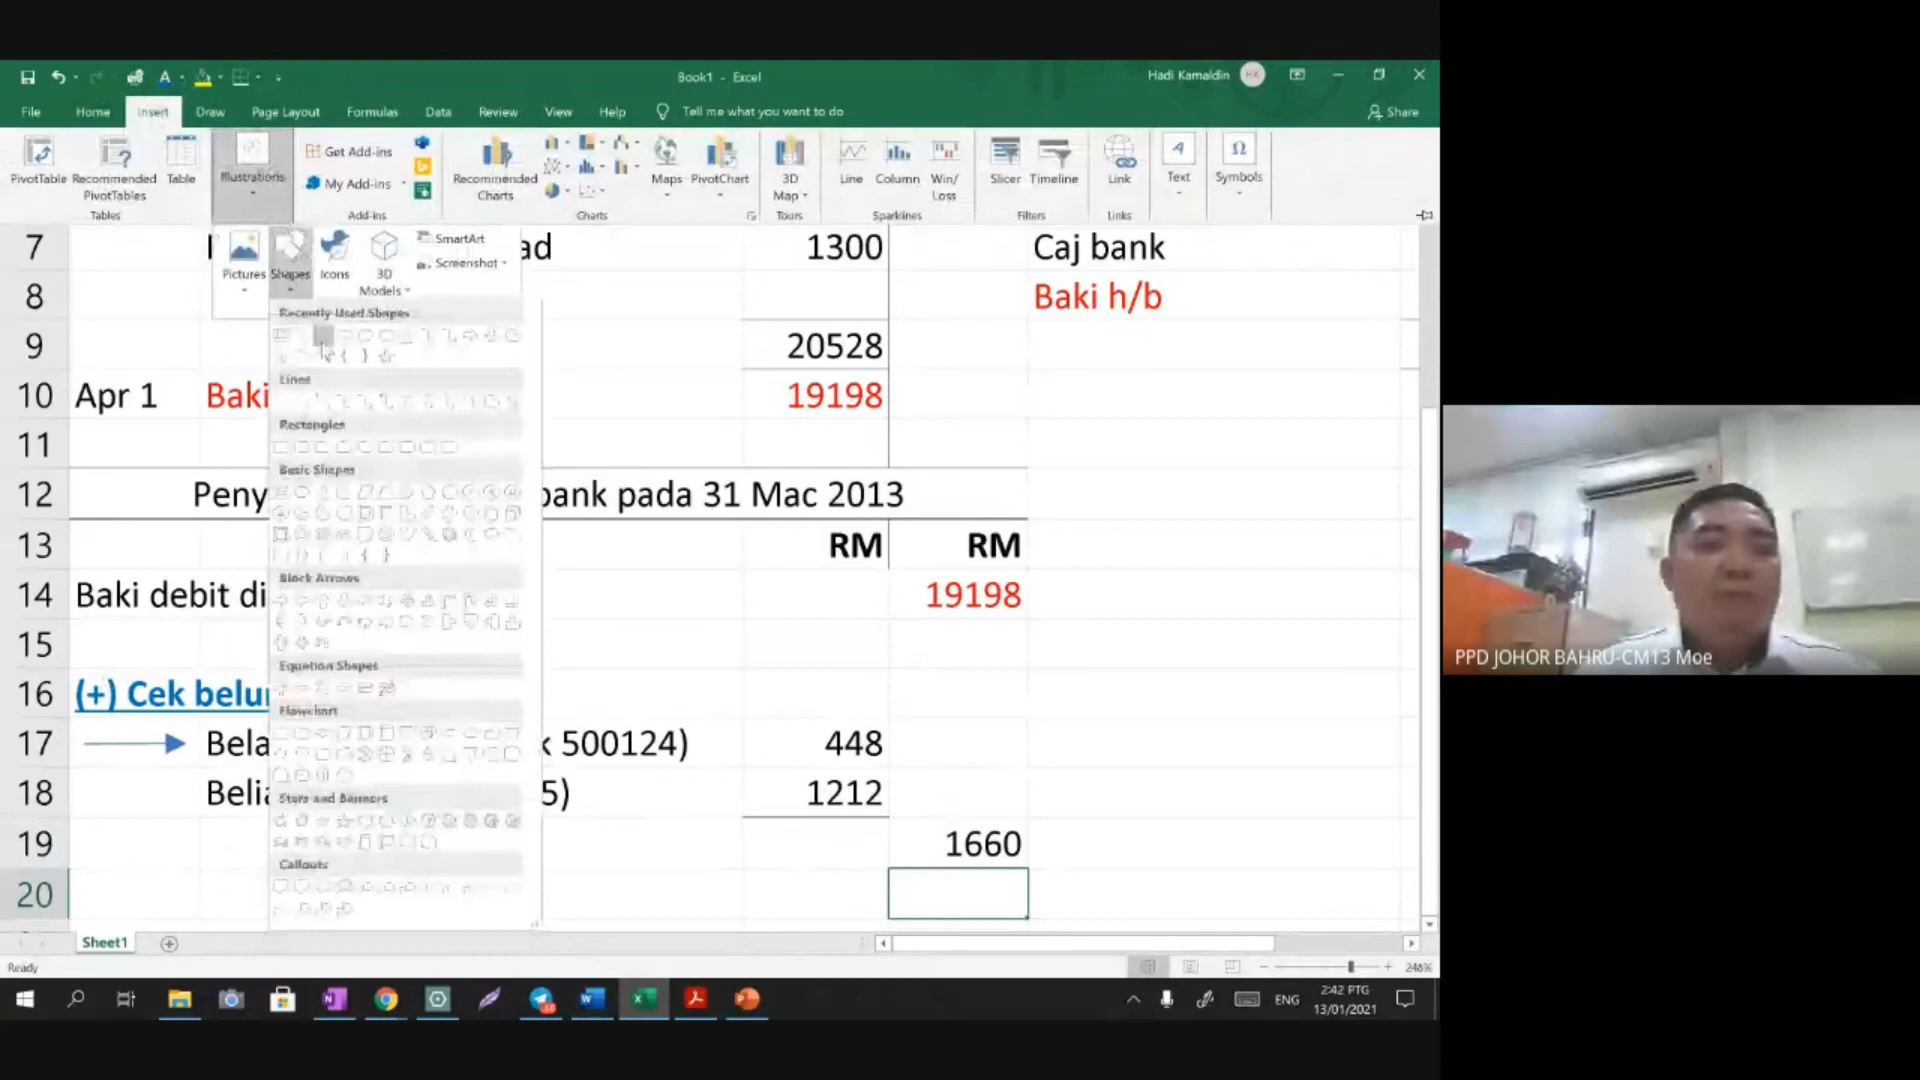 Book1 - Excel
Hadi Kamaldin
HK
File Home Insert Draw Page Layout Formulas Data Review View Help Tell me what you want to do
Share
PivotTable
Recommended PivotTables
Table
Illustrations
Get Add-ins
My Add-ins
Recommended Charts
Maps
PivotChart
3D Map
Line
Column
Win/Loss
Slicer
Timeline
Link
Text
Symbols
Tables
Add-ins
Charts
Tours
Sparklines
Filters
Links
Pictures
Shapes
Icons
3D Models
SmartArt
Screenshot
Recently Used Shapes
Lines
Rectangles
Basic Shapes
Block Arrows
Equation Shapes
Flowchart
Stars and Banners
Callouts
7 ad 1300 Caj bank
8 Baki h/b
9 20528
10 Apr 1 Baki 19198
11
12 Peny bank pada 31 Mac 2013
13 RM RM
14 Baki debit di 19198
15
16 (+) Cek belu
17 Bela k 500124) 448
18 Belia 5) 1212
19 1660
20
Sheet1
Ready
248%
ENG
2:42 PTG
13/01/2021
PPD JOHOR BAHRU-CM13 Moe